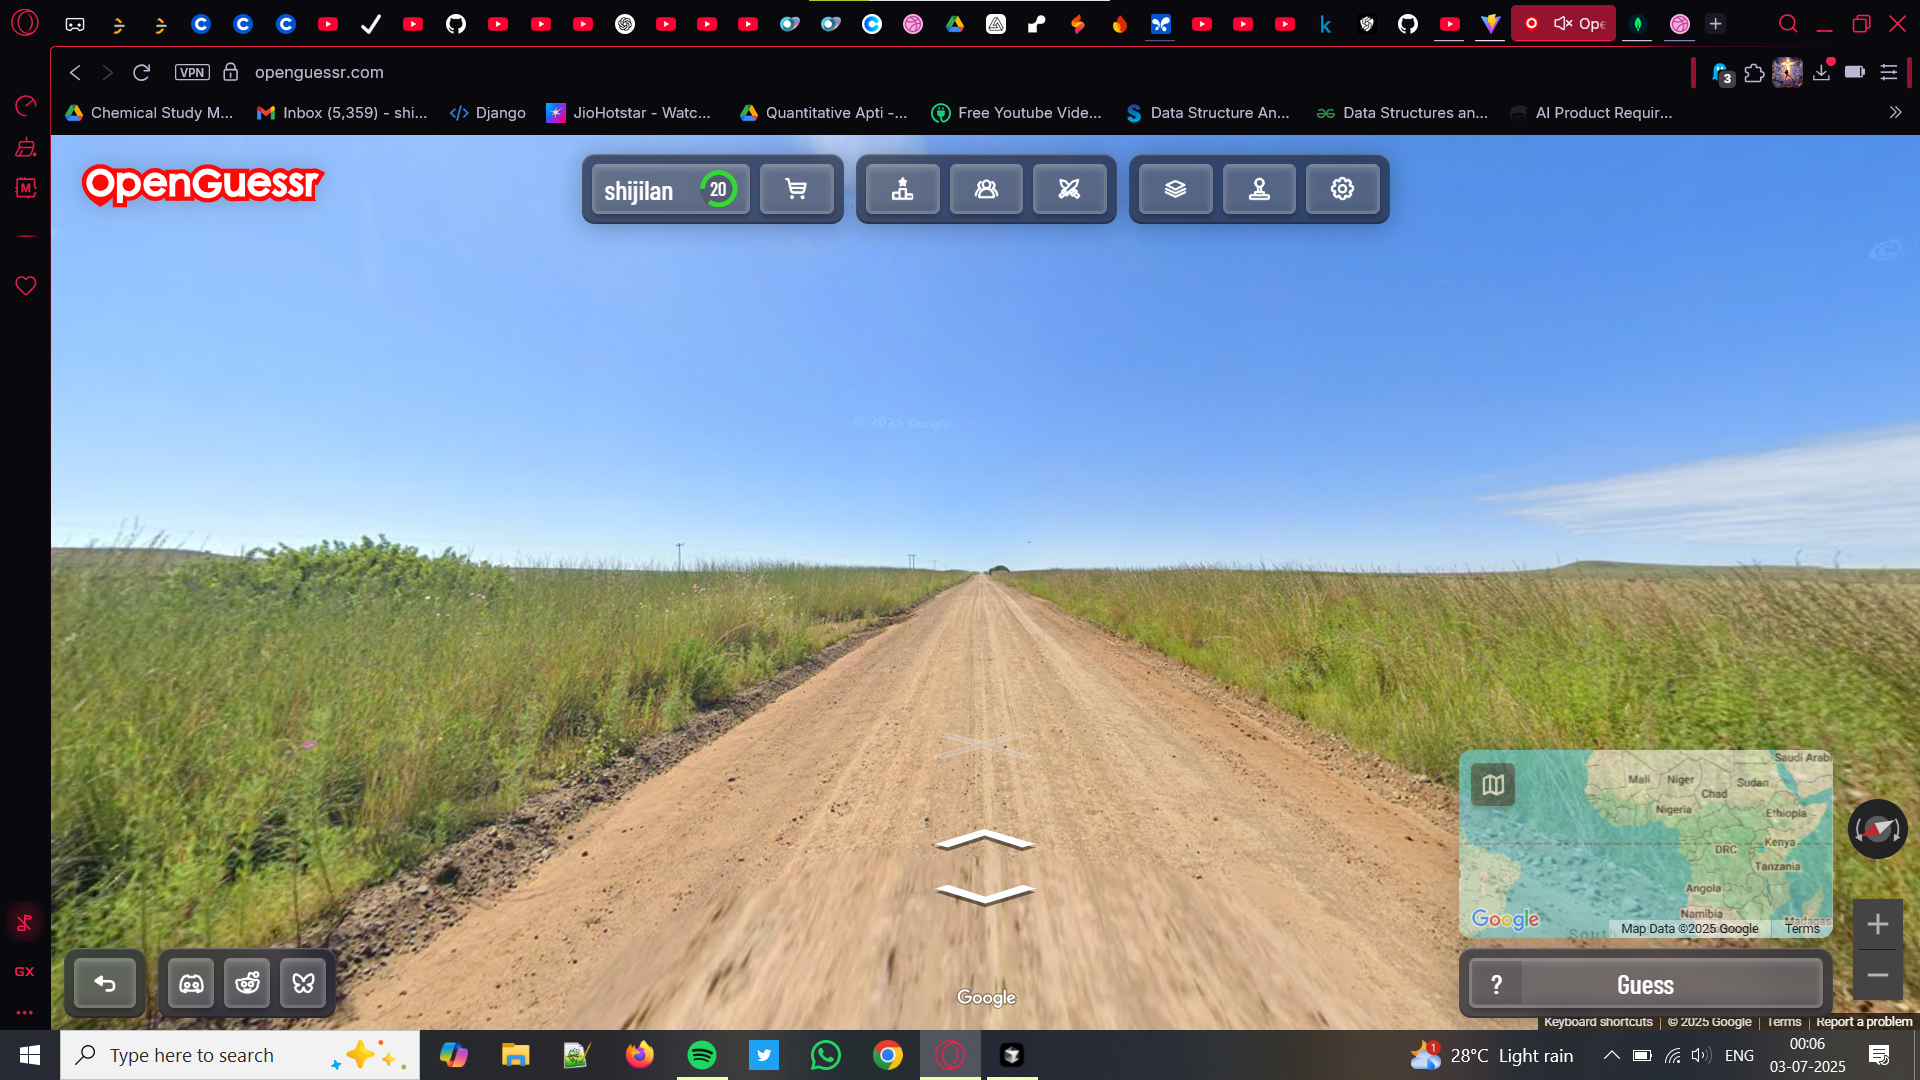 Ope
VPN
openguessr.com
3
Chemical Study M...
Inbox (5,359) - shi...
Django
JioHotstar - Watc...
Quantitative Apti -...
Free Youtube Vide...
Data Structure An...
Data Structures an...
AI Product Requir...
OpenGuessr
shijilan
20
© 2025 Google
M
GX
Saudi Arabi
Mali
Niger
Sudan
Chad
Nigeria
Ethiopia
Kenya
DRC
Tanzania
Angola
Namibia
Madagas
Google
Map Data ©2025 Google
Terms
? Guess
Google
Keyboard shortcuts
© 2025 Google
Terms
Report a problem
Type here to search
1
28°C Light rain
ENG
00:06
03-07-2025